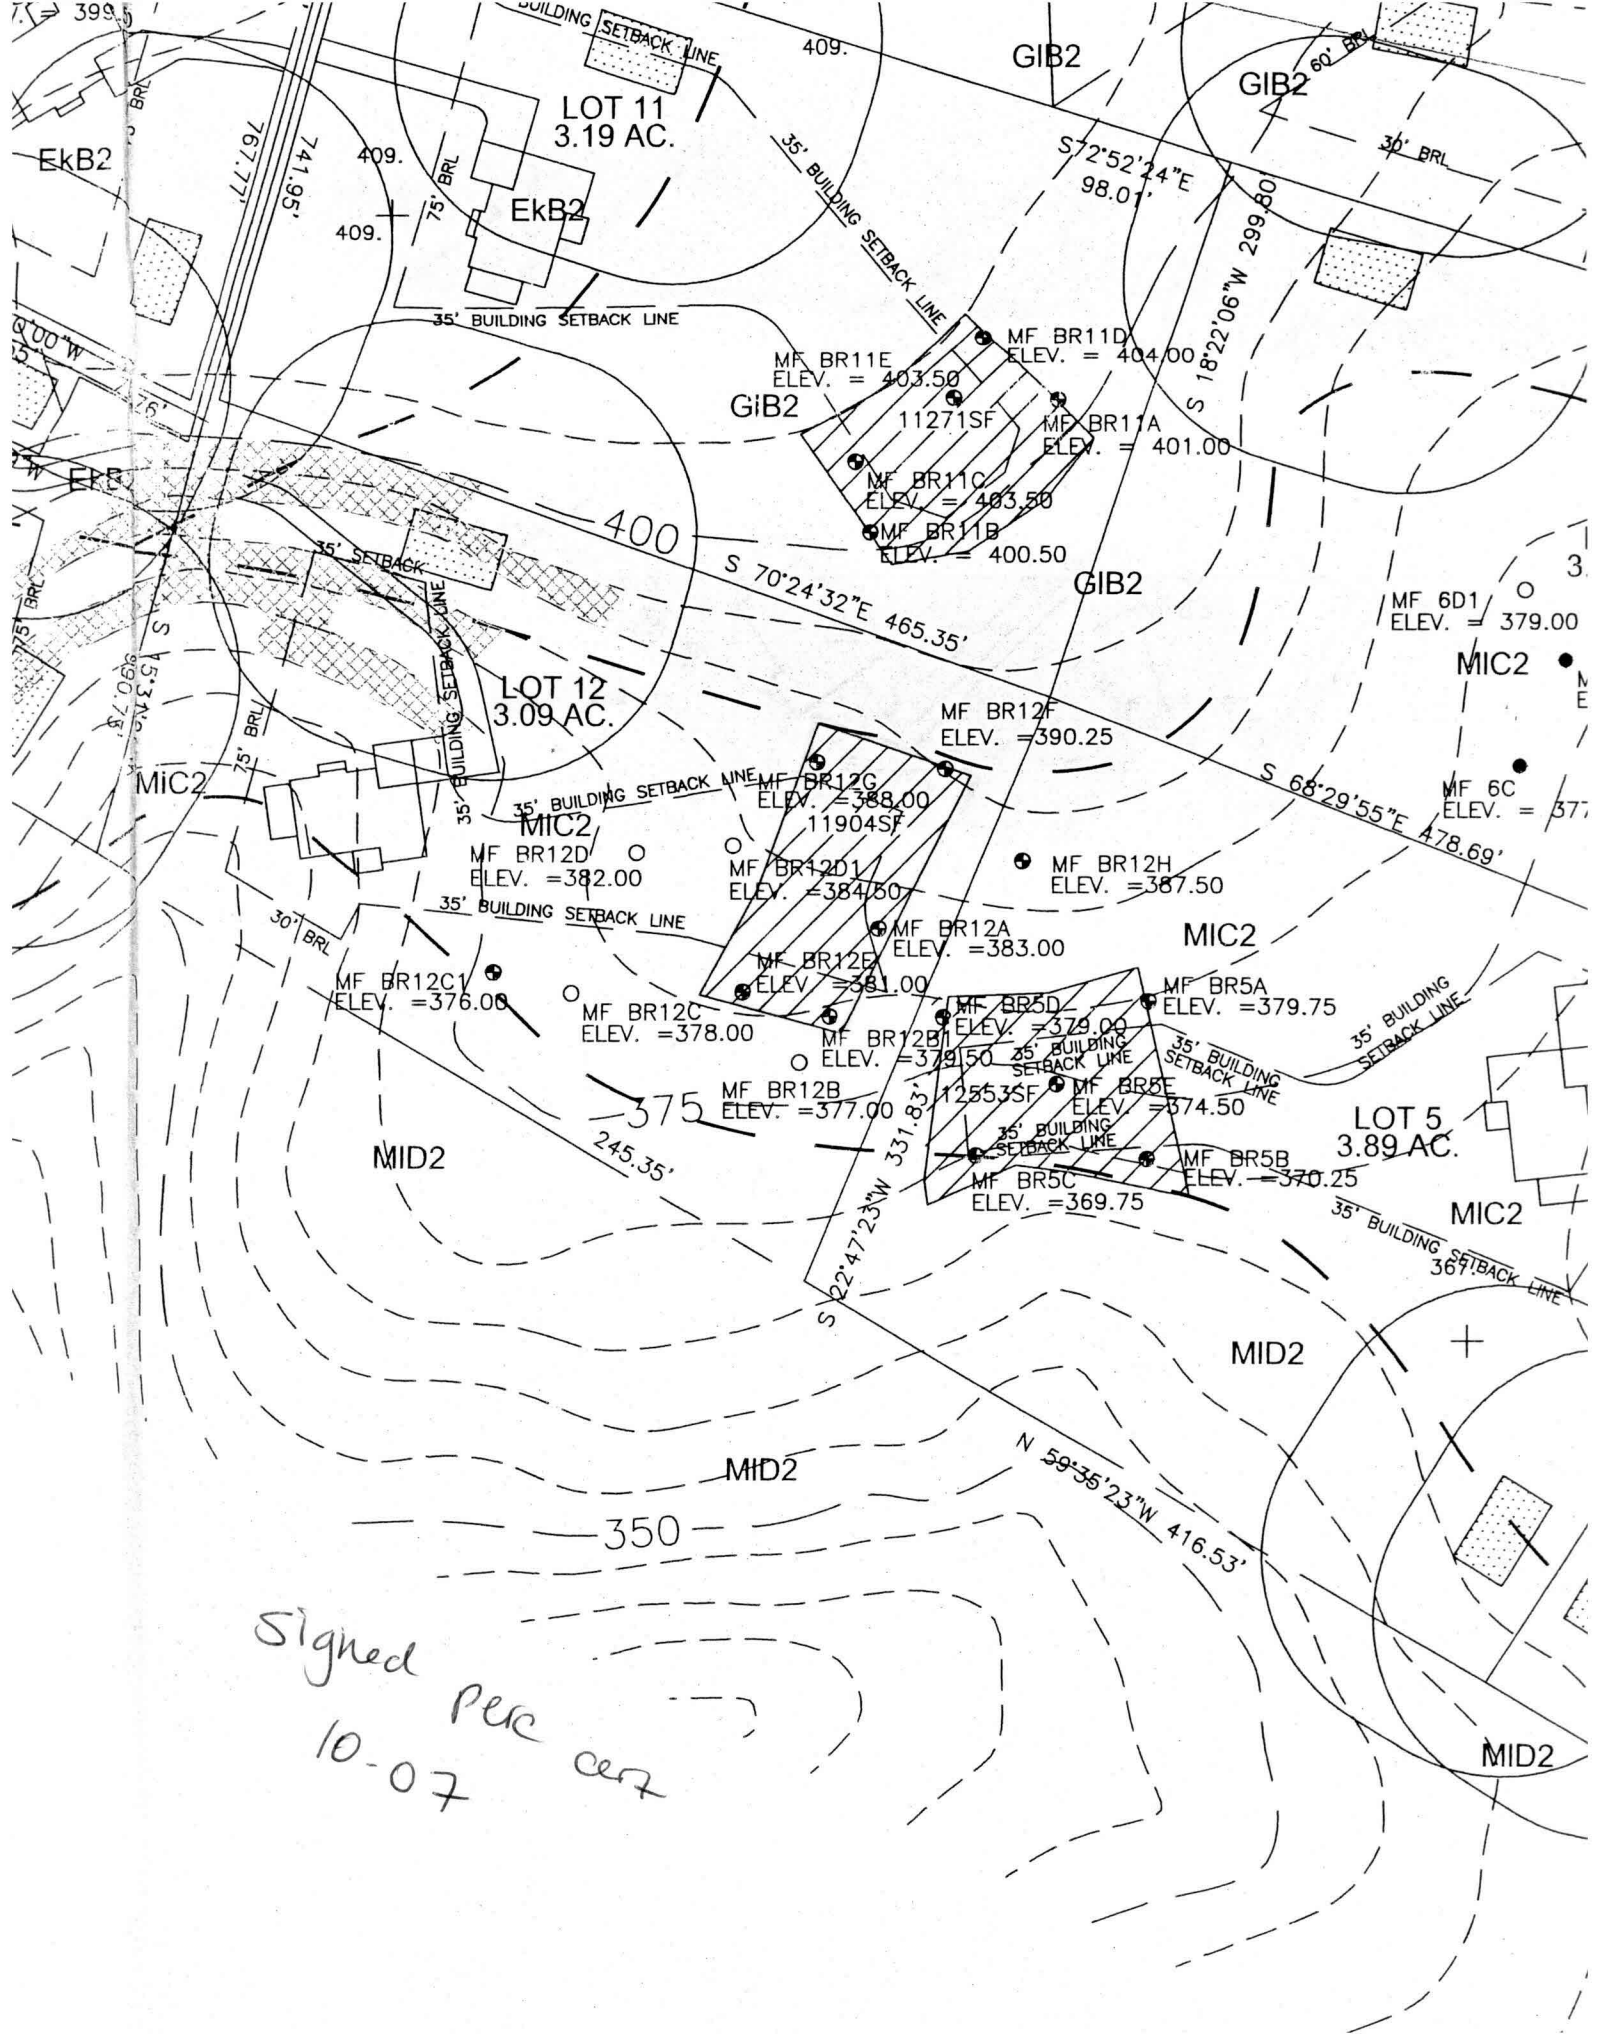 = 399.5
BUILDING SETBACK LINE
409.
GIB2
GIB2
60' BRL
LOT 11
3.19 AC.
BRL
EkB2
767.77'
741.95'
409.
75' BRL
EkB2
409.
35' BUILDING SETBACK LINE
S 72°52'24"E
98.01'
30' BRL
S 18°22'06"W 299.80'
35' BUILDING SETBACK LINE
MF BR11D
ELEV. = 404.00
MF BR11E
ELEV. = 403.50
GIB2
11271SF
MF BR11A
ELEV. = 401.00
MF BR11C
ELEV. = 403.50
MF BR11B
ELEV. = 400.50
0'00"W
76'
EkB
400
35' SETBACK
S 70°24'32"E 465.35'
GIB2
MF 6D1
ELEV. = 379.00
MIC2
75' BRL
35' BUILDING SETBACK LINE
LOT 12
3.09 AC.
MF BR12F
ELEV. =390.25
75' BRL
MIC2
35' BUILDING SETBACK LINE
MF BR12G
ELEV. =388.00
11904SF
S 68°29'55"E 478.69'
MF 6C
ELEV. = 377
MIC2
MF BR12D
ELEV. =382.00
MF BR12D1
ELEV. =384.50
MF BR12H
ELEV. =387.50
30' BRL
35' BUILDING SETBACK LINE
MF BR12A
ELEV. =383.00
MIC2
MF BR12C1
ELEV. =376.00
MF BR12E
ELEV. =381.00
MF BR12C
ELEV. =378.00
MF BR12B1
ELEV. =379.50
MF BR5D
ELEV. =379.00
MF BR5A
ELEV. =379.75
35' BUILDING
SETBACK LINE
35' BUILDING
SETBACK LINE
35' BUILDING
SETBACK LINE
MF BR12B
ELEV. =377.00
12553SF
MF BR5E
ELEV. =374.50
375
245.35'
35' BUILDING
SETBACK LINE
LOT 5
3.89 AC.
MID2
MF BR5C
ELEV. =369.75
MF BR5B
ELEV. =370.25
S 22°47'23"W 331.83'
MIC2
35' BUILDING SETBACK LINE
367.
MID2
MID2
N 59°35'23"W 416.53'
350
Signed
Perc
cert
10-07
MID2